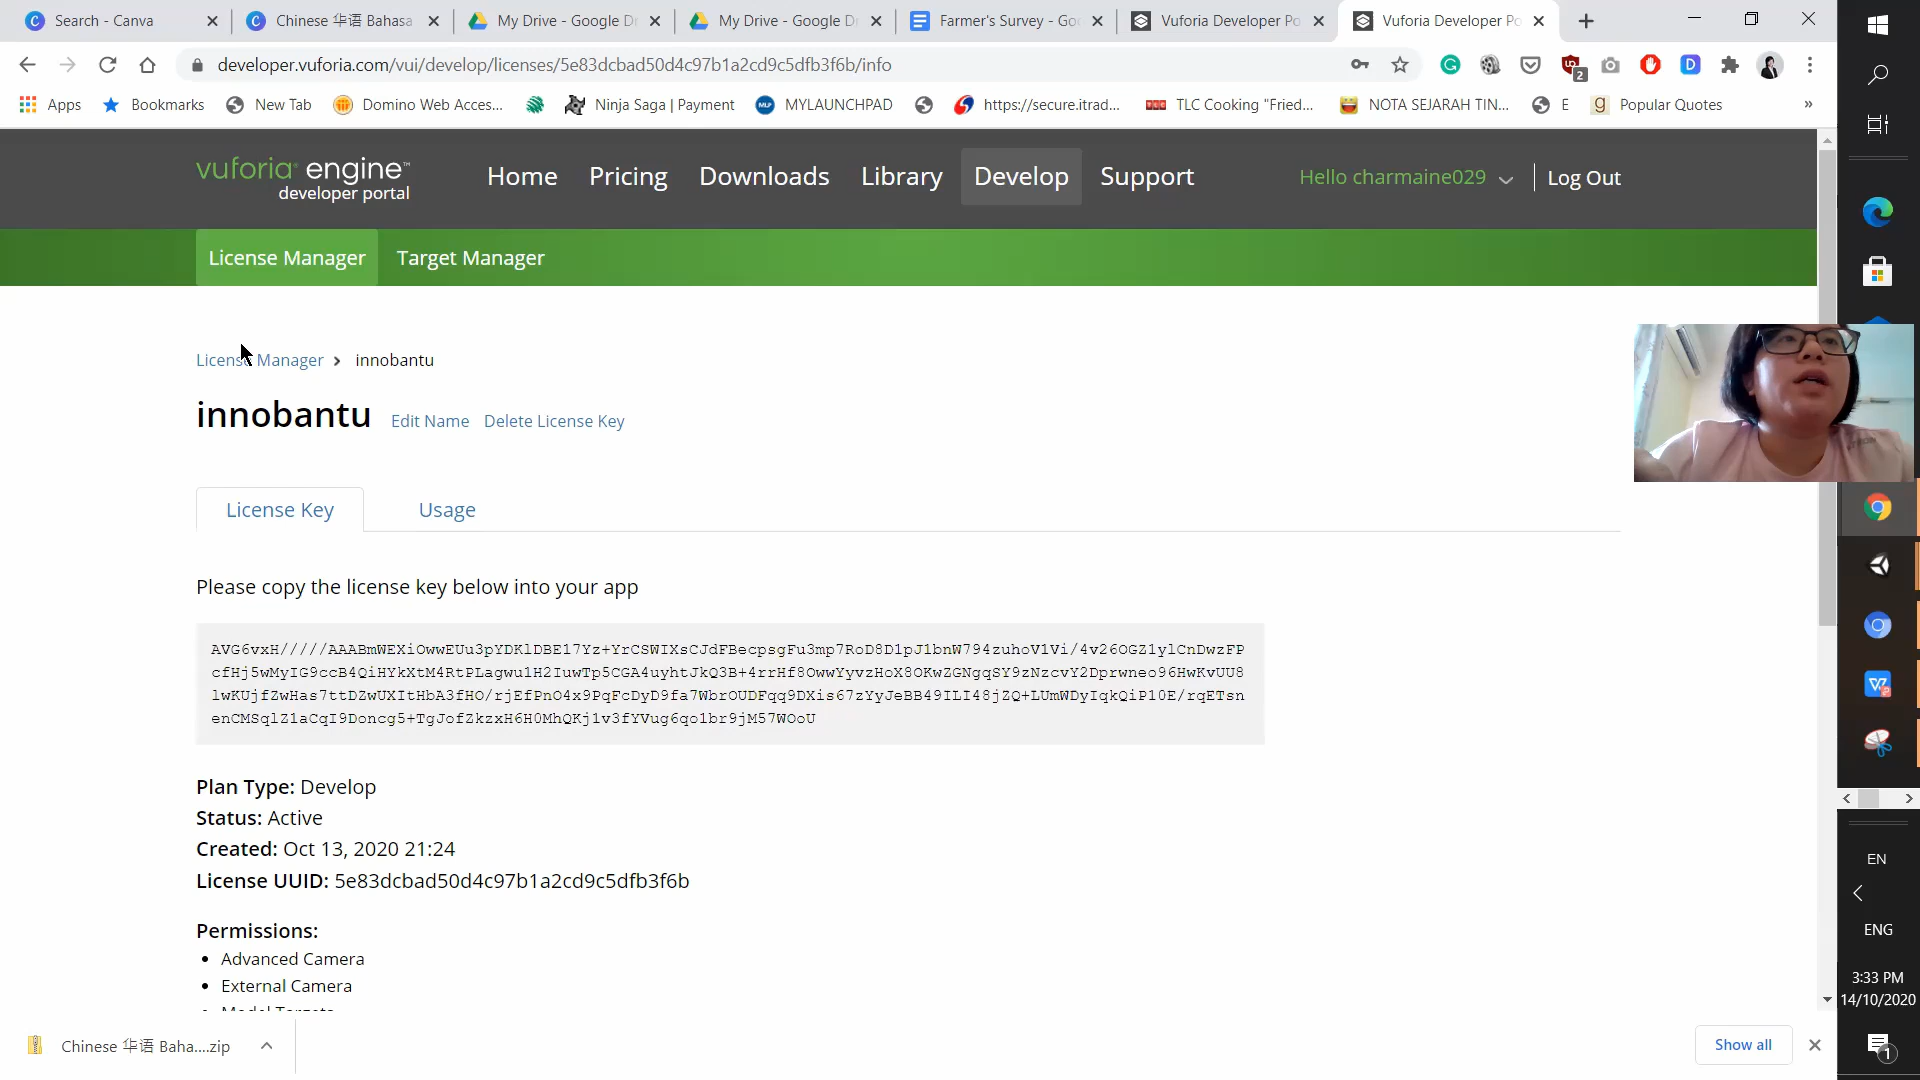 Search - Canva
Chinese 华语 Bahasa
My Drive - Google Dr
My Drive - Google Dr
Farmer's Survey - Goo
Vuforia Developer Po
Vuforia Developer Po
developer.vuforia.com/vui/develop/licenses/5e83dcbad50d4c97b1a2cd9c5dfb3f6b/info
2
Apps
Bookmarks
New Tab
Domino Web Acces...
Ninja Saga | Payment
MYLAUNCHPAD
https://secure.itrad...
TLC Cooking "Fried...
NOTA SEJARAH TIN...
E
Popular Quotes
»
vuforia engine™
developer portal
Home
Pricing
Downloads
Library
Develop
Support
Hello charmaine029
Log Out
License Manager
Target Manager
License Manager > innobantu
innobantu Edit Name Delete License Key
License Key
Usage
Please copy the license key below into your app
AVG6vxH/////AAABmWEXiOwwEUu3pYDKlDBE17Yz+YrCSWIXsCJdFBecpsgFu3mp7RoD8D1pJ1bnW794zuhoV1Vi/4v26OGZ1ylCnDwzFP
cfHj5wMyIG9ccB4QiHYkXtM4RtPLagwu1H2IuwTp5CGA4uyhtJkQ3B+4rrHf8OwwYyvzHoX8OKwZGNgqSY9zNzcvY2Dprwneo96HwKvUU8
lwKUjfZwHas7ttDZwUXItHbA3fHO/rjEfPnO4x9PqFcDyD9fa7WbrOUDFqq9DXis67zYyJeBB49ILI48jZQ+LUmWDyIqkQiP10E/rqETsn
enCMSqlZ1aCqI9Doncg5+TgJofZkzxH6H0MhQKj1v3fYVug6qo1br9jM57WOoU
Plan Type: Develop
Status: Active
Created: Oct 13, 2020 21:24
License UUID: 5e83dcbad50d4c97b1a2cd9c5dfb3f6b
Permissions:
• Advanced Camera
• External Camera
• Model Targets
Chinese 华语 Baha....zip
Show all
EN
ENG
3:33 PM
14/10/2020
1